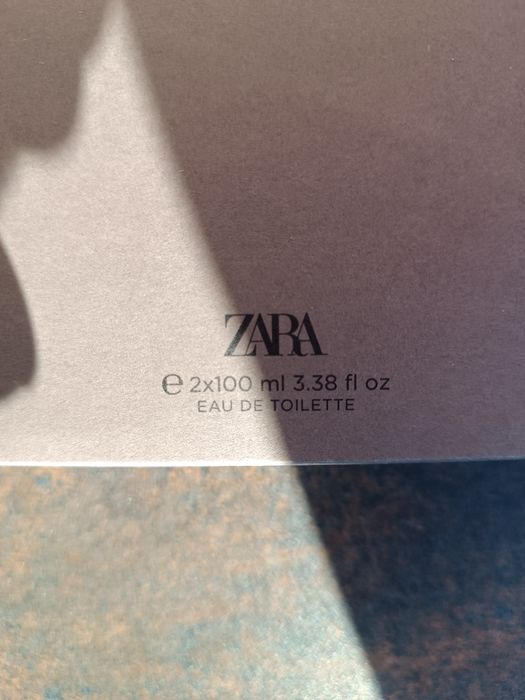 ZARA
℮ 2x100 ml 3.38 fl oz
EAU DE TOILETTE